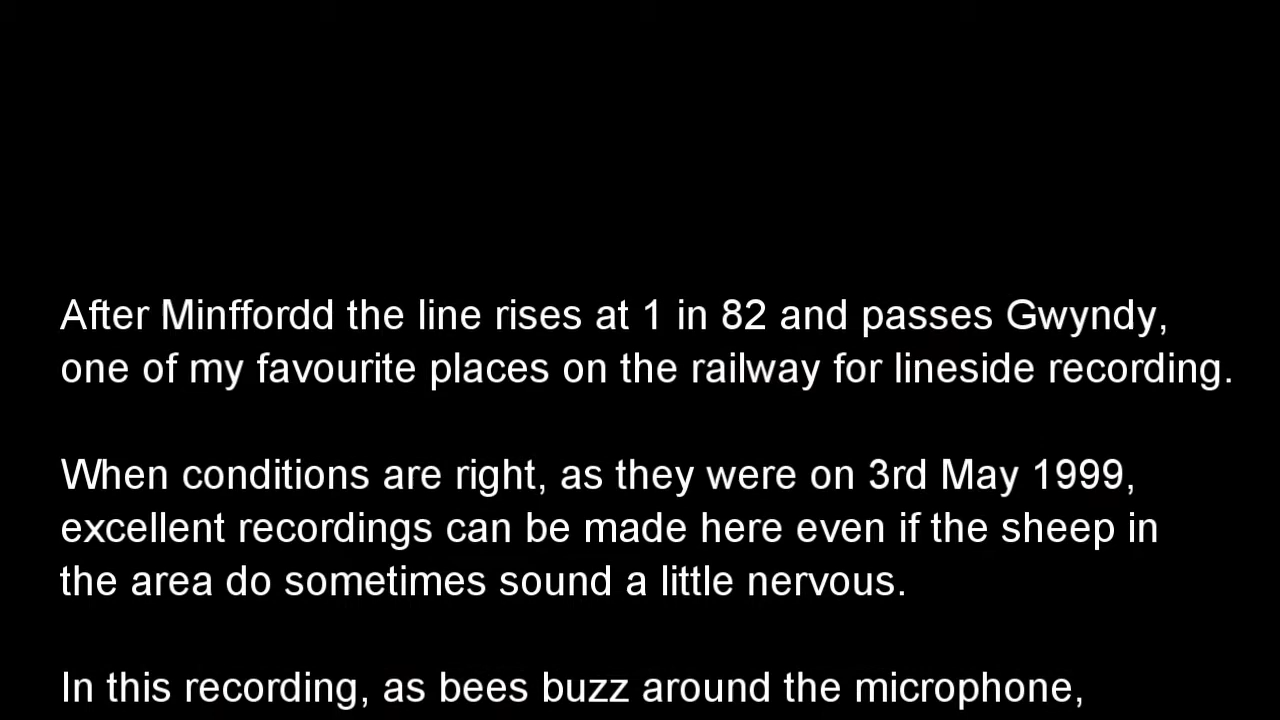 After Minffordd the line rises at 1 in 82 and passes Gwyndy,
one of my favourite places on the railway for lineside recording.
When conditions are right, as they were on 3rd May 1999,
excellent recordings can be made here even if the sheep in
the area do sometimes sound a little nervous.
In this recording, as bees buzz around the microphone,